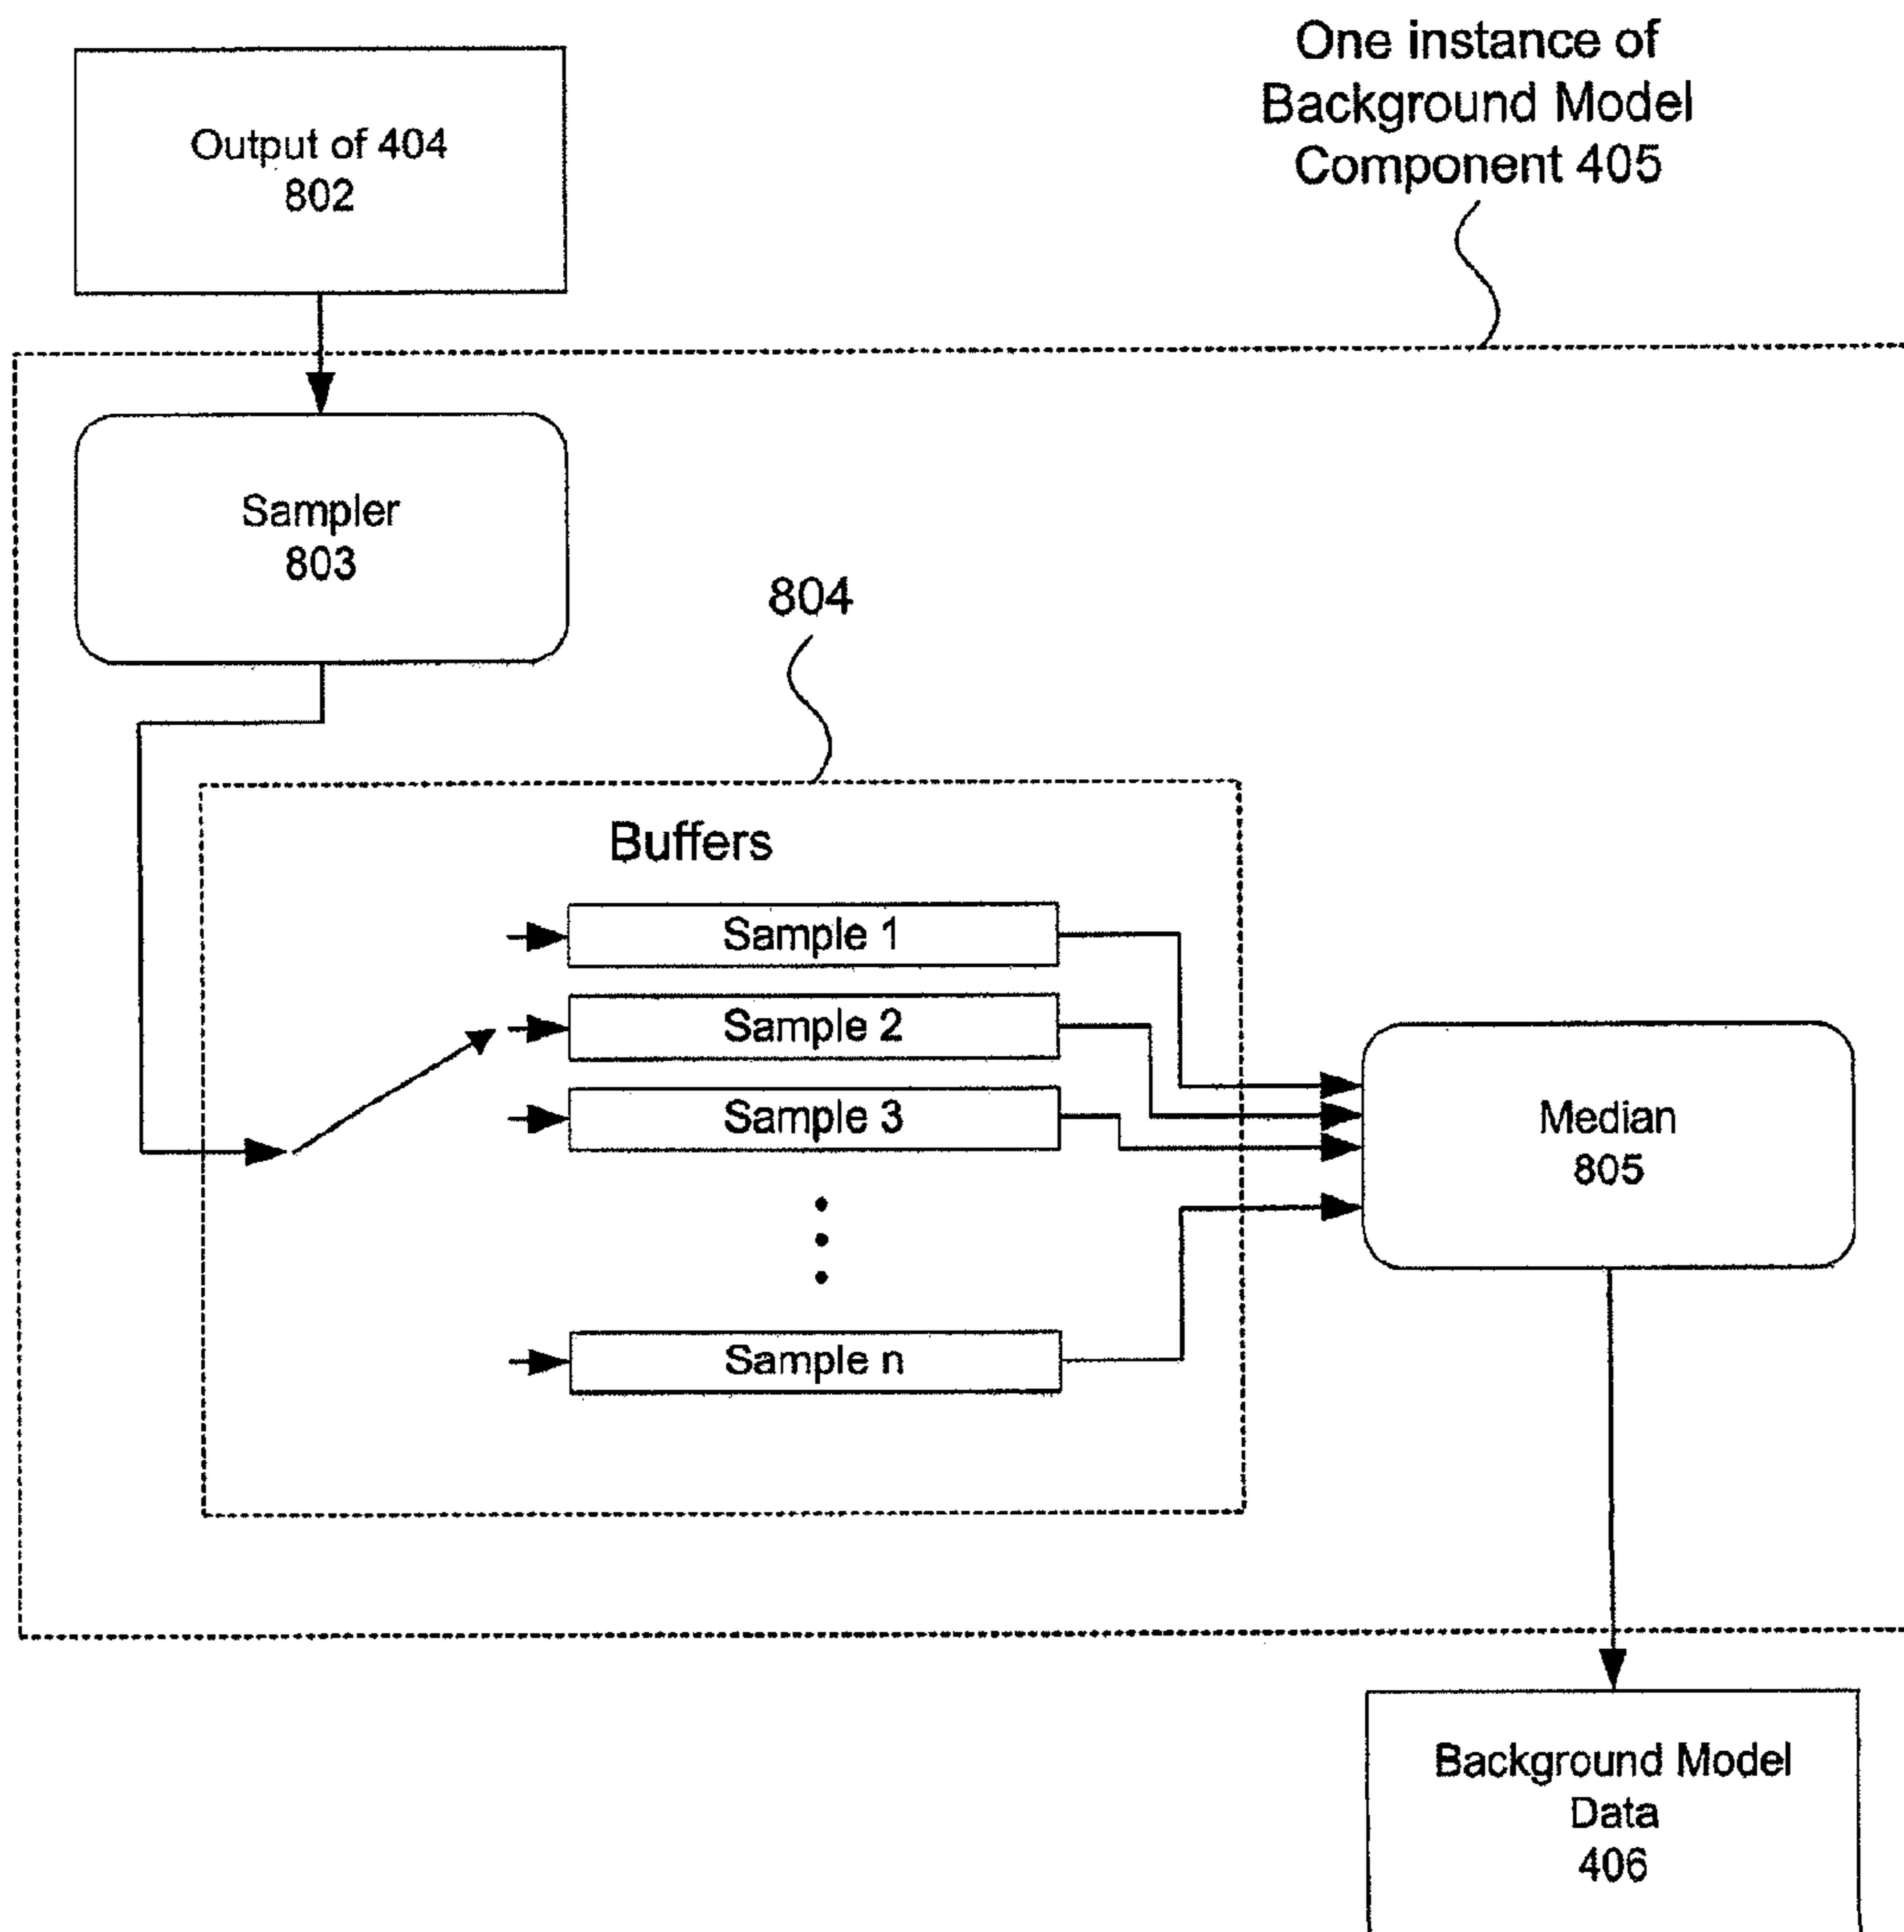 One instance of
Background Model
Component 405
Output of 404
802
Sampler
803
804
Buffers
Sample 1
Sample 2
Sample 3
Sample n
Median
805
Background Model
Data
406